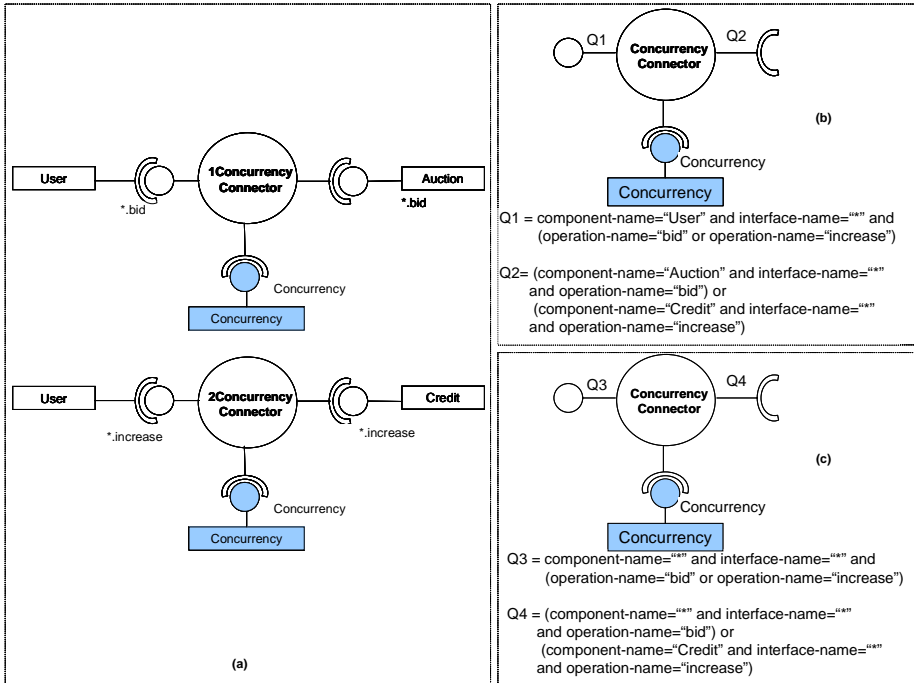 User
*.bid
1Concurrency
Connector
Auction
*.bid
Concurrency
Concurrency
User
*.increase
2Concurrency
Connector
Credit
*.increase
Concurrency
Concurrency
(a)
Q1
Concurrency
Connector
Q2
(b)
Concurrency
Concurrency
Q1 = component-name=“User” and interface-name=“*” and
(operation-name=“bid” or operation-name=“increase”)
Q2= (component-name=“Auction” and interface-name=“*”
and operation-name=“bid”) or
(component-name=“Credit” and interface-name=“*”
and operation-name=“increase”)
Q3
Concurrency
Connector
Q4
(c)
Concurrency
Concurrency
Q3 = component-name=“*” and interface-name=“*” and
(operation-name=“bid” or operation-name=“increase”)
Q4 = (component-name=“*” and interface-name=“*”
and operation-name=“bid”) or
(component-name=“Credit” and interface-name=“*”
and operation-name=“increase”)